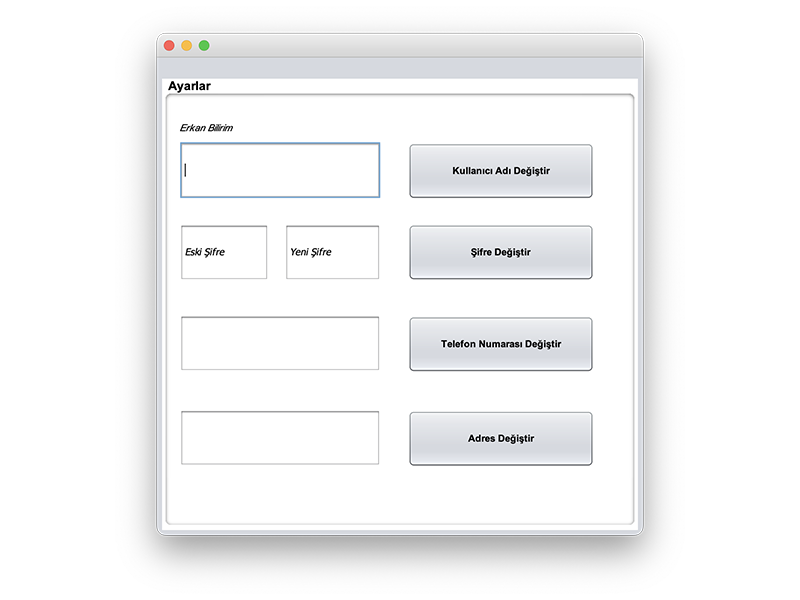 Ayarlar
Erkan Bilirim
Kullanıcı Adı Değiştir
Eski Şifre
Yeni Şifre
Şifre Değiştir
Telefon Numarası Değiştir
Adres Değiştir